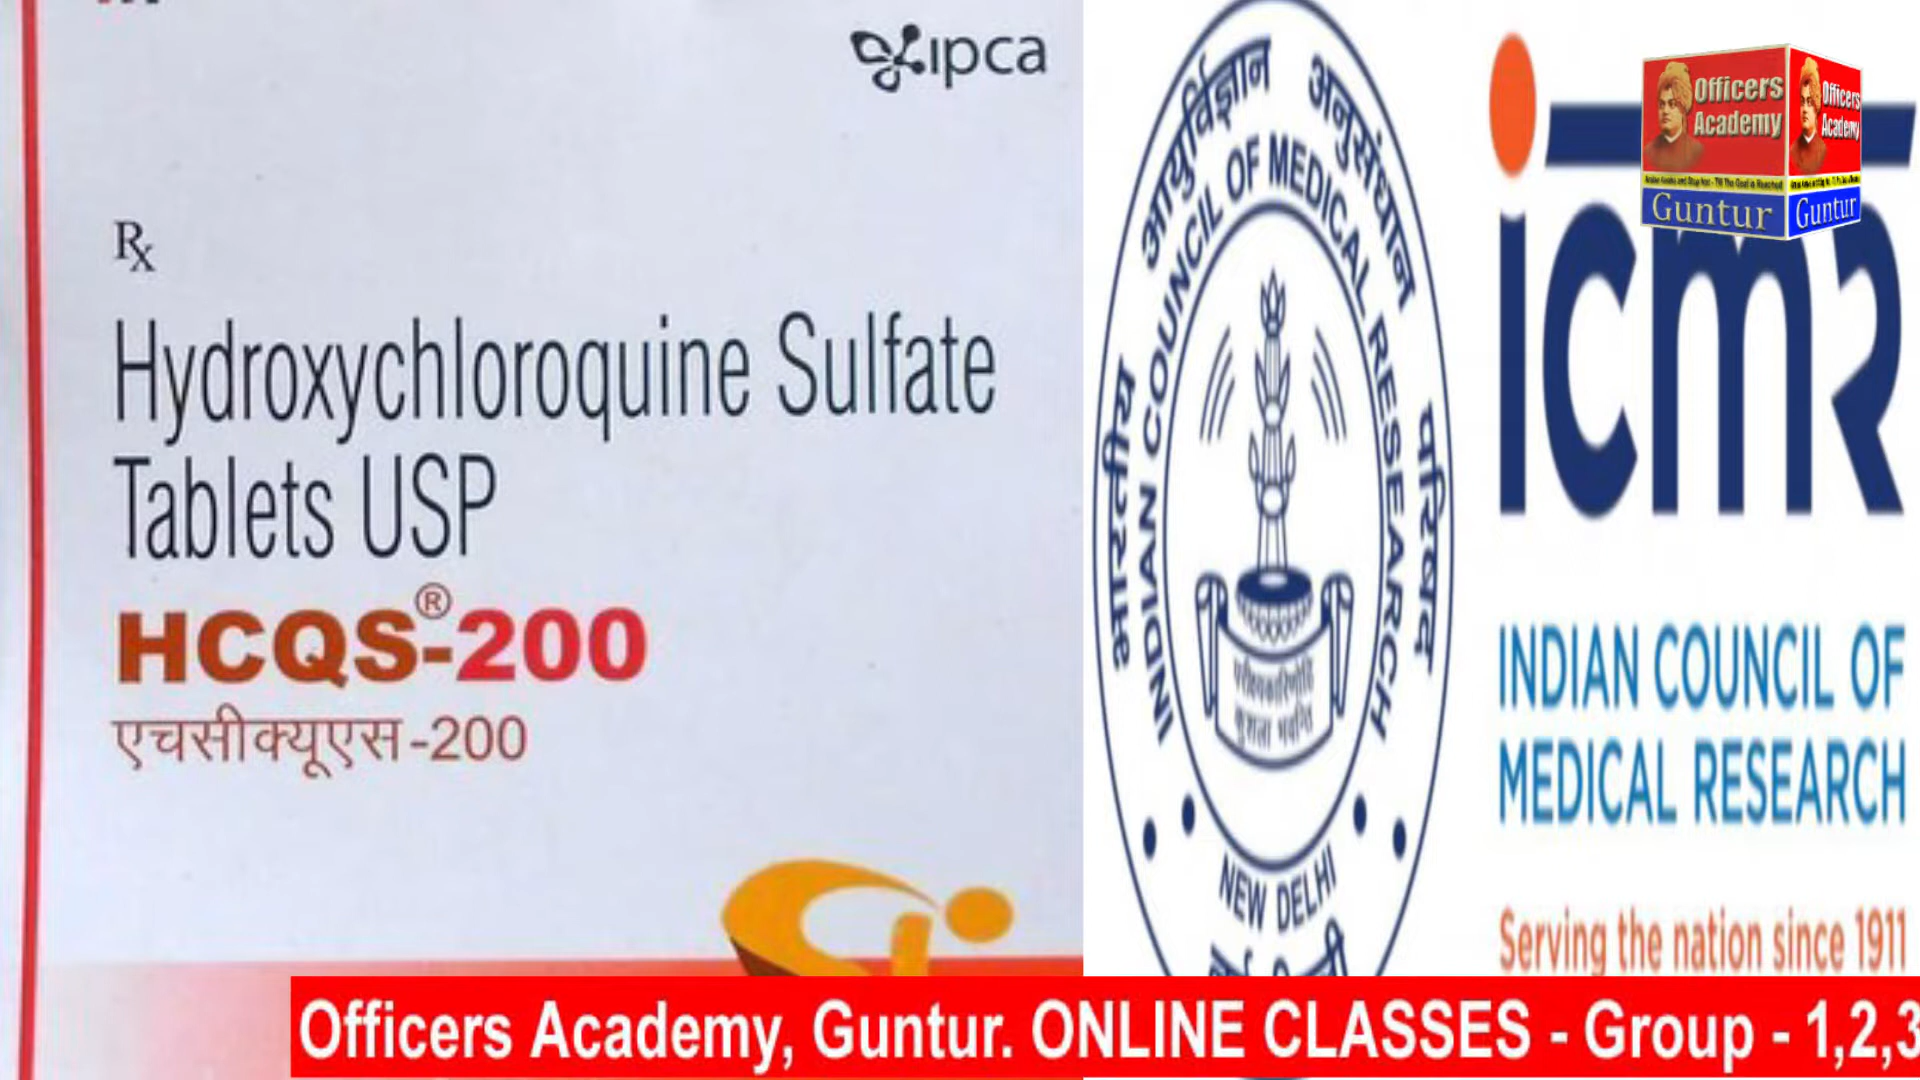 ipca
Rx
Hydroxychloroquine Sulfate
Tablets USP
HCQS®-200
एचसीक्यूएस-200
भारतीय आयुर्विज्ञान अनुसंधान परिषद
INDIAN COUNCIL OF MEDICAL RESEARCH
NEW DELHI
icmr
INDIAN COUNCIL OF
MEDICAL RESEARCH
Serving the nation since 1911
Officers
Academy
Guntur
Officers
Academy
Guntur
Officers Academy, Guntur. ONLINE CLASSES - Group - 1,2,3